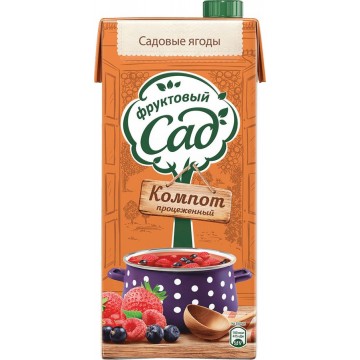 Садовые ягоды
фруктовый
Сад
Компот
процеженный